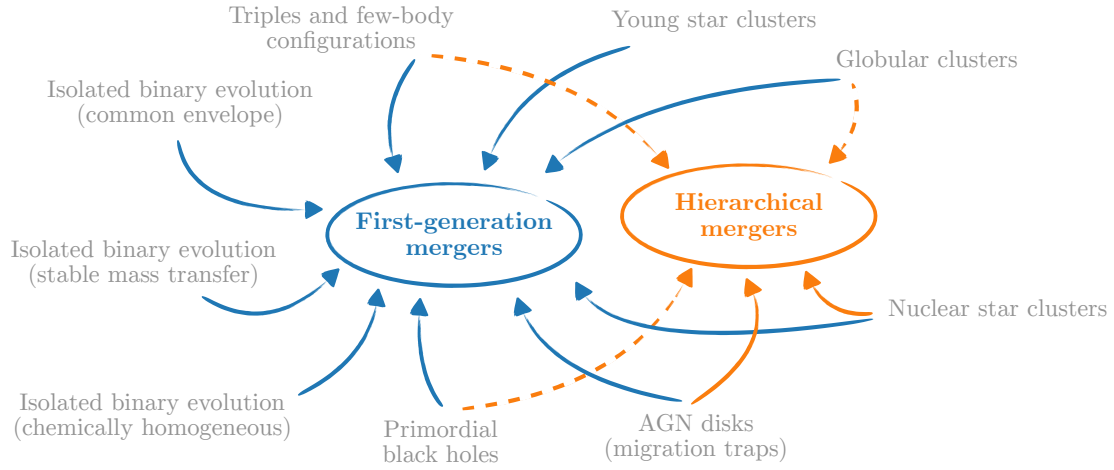 Triples and few-body
configurations
Young star clusters
Globular clusters
Isolated binary evolution
(common envelope)
First-generation
mergers
Hierarchical
mergers
Isolated binary evolution
(stable mass transfer)
Nuclear star clusters
Isolated binary evolution
(chemically homogeneous)
Primordial
black holes
AGN disks
(migration traps)